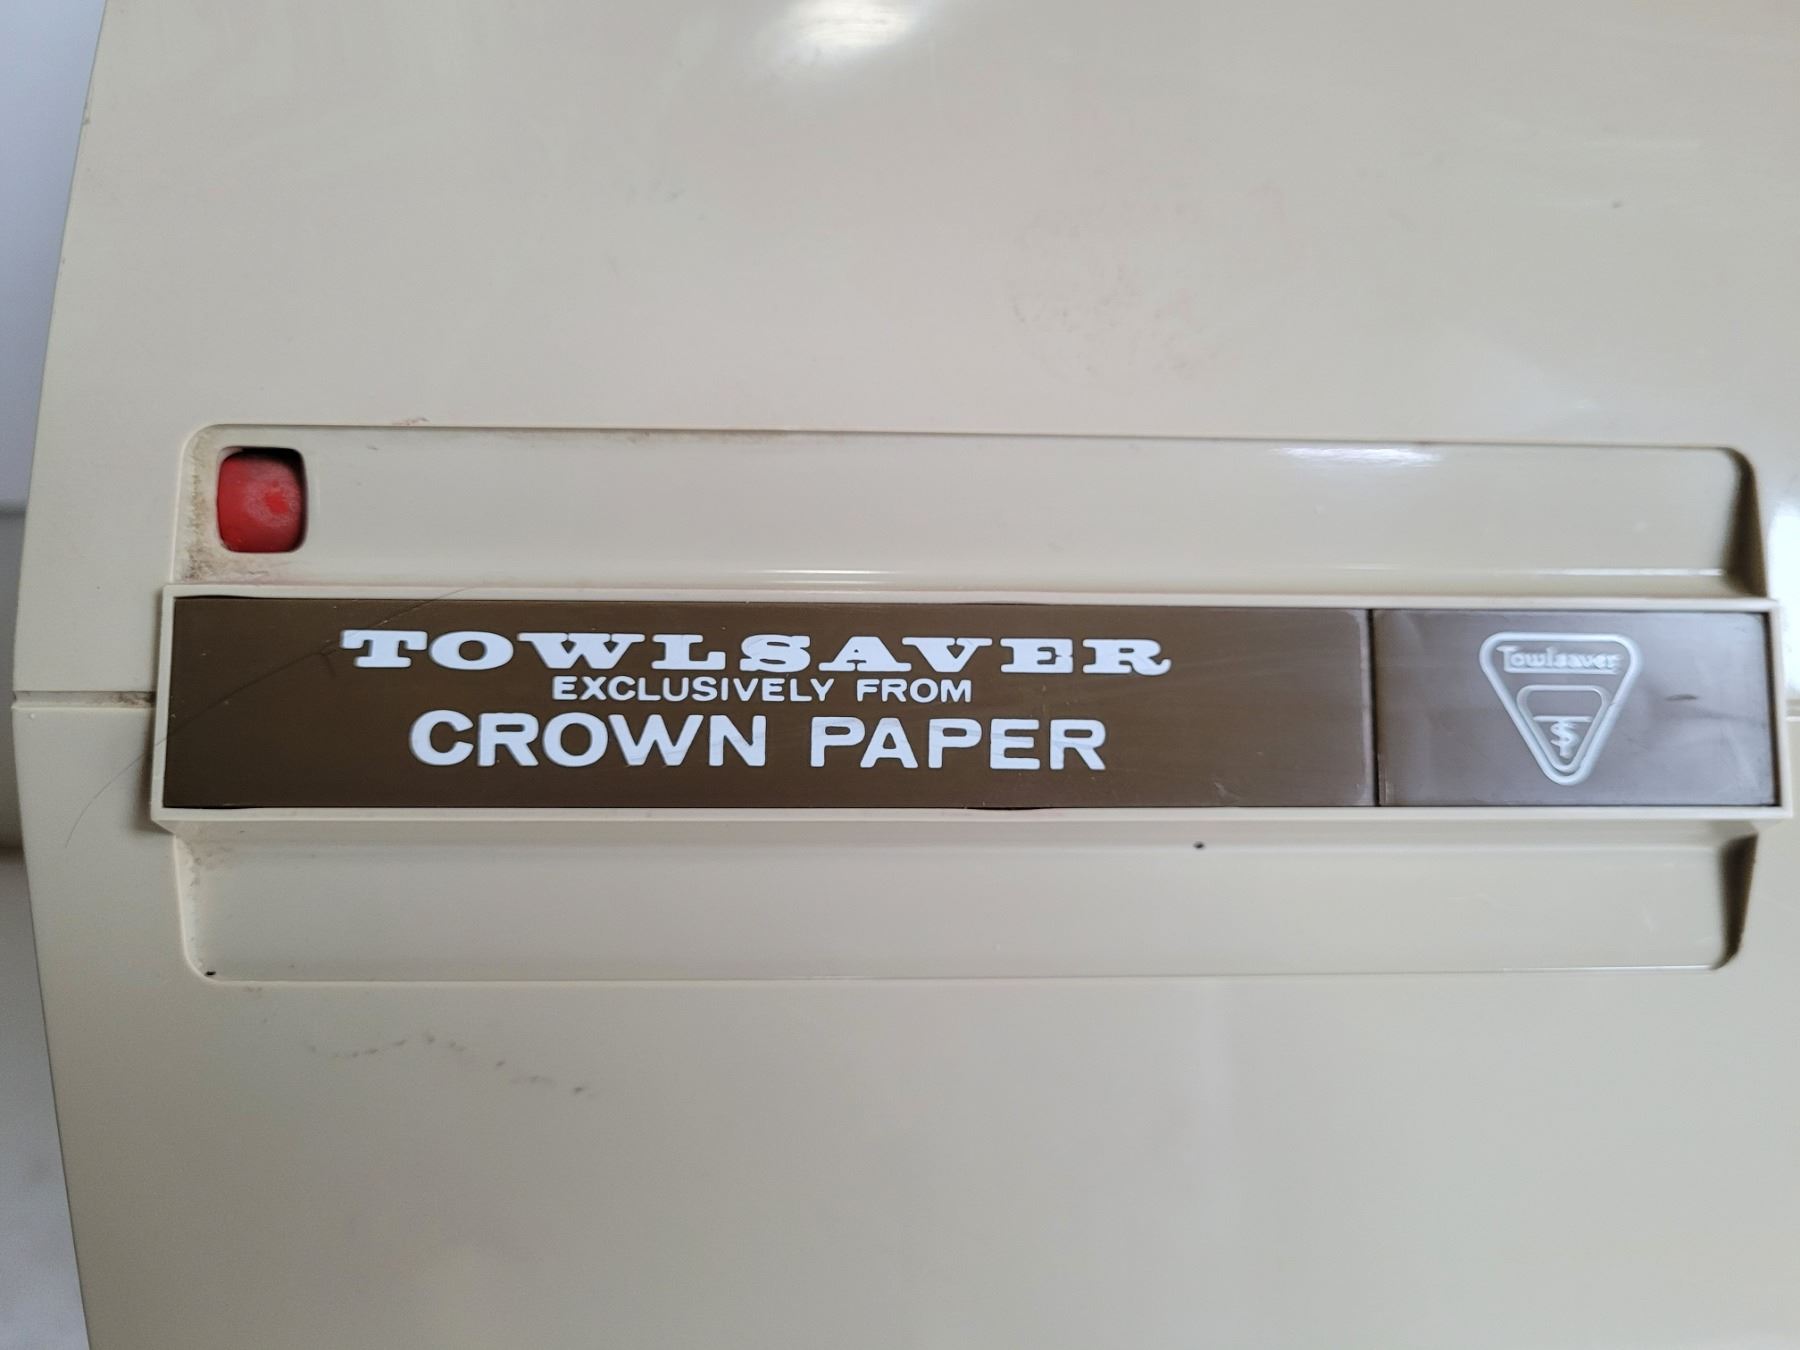 TOWLSAVER
EXCLUSIVELY FROM
CROWN PAPER
Towlsaver